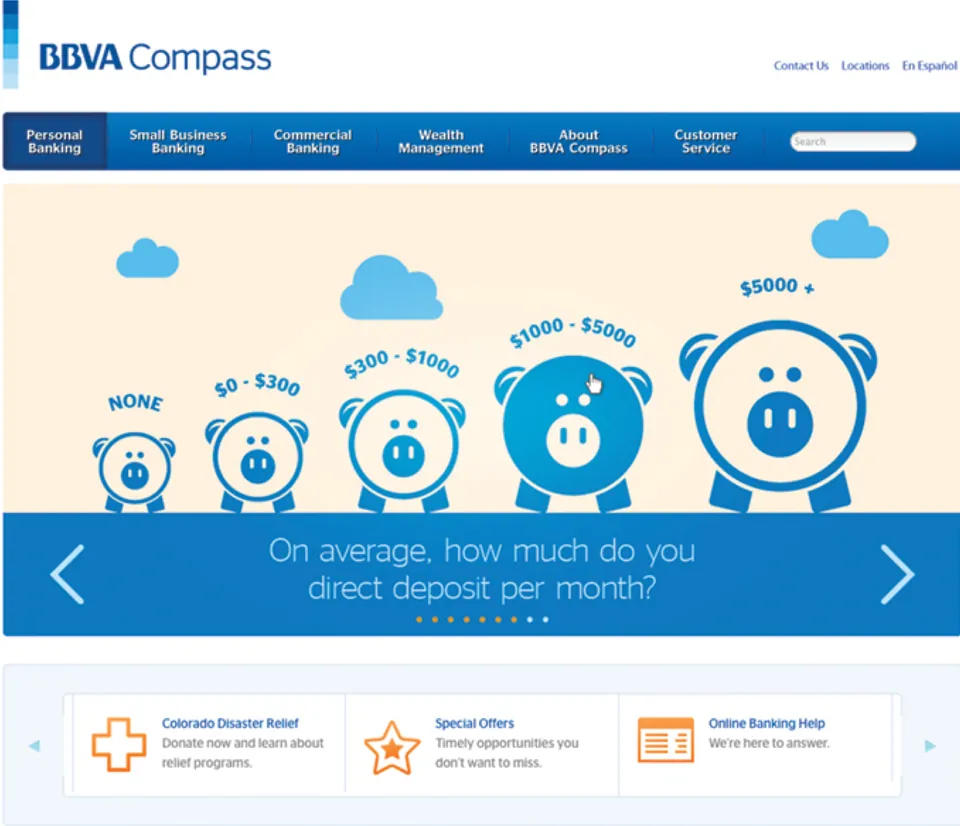 BBVA Compass
Contact Us Locations En Español
Personal Banking
Small Business Banking
Commercial Banking
Wealth Management
About BBVA Compass
Customer Service
Search
NONE
$0 - $300
$300 - $1000
$1000 - $5000
$5000 +
On average, how much do you
direct deposit per month?
Colorado Disaster Relief
Donate now and learn about
relief programs.
Special Offers
Timely opportunities you
don't want to miss.
Online Banking Help
We're here to answer.